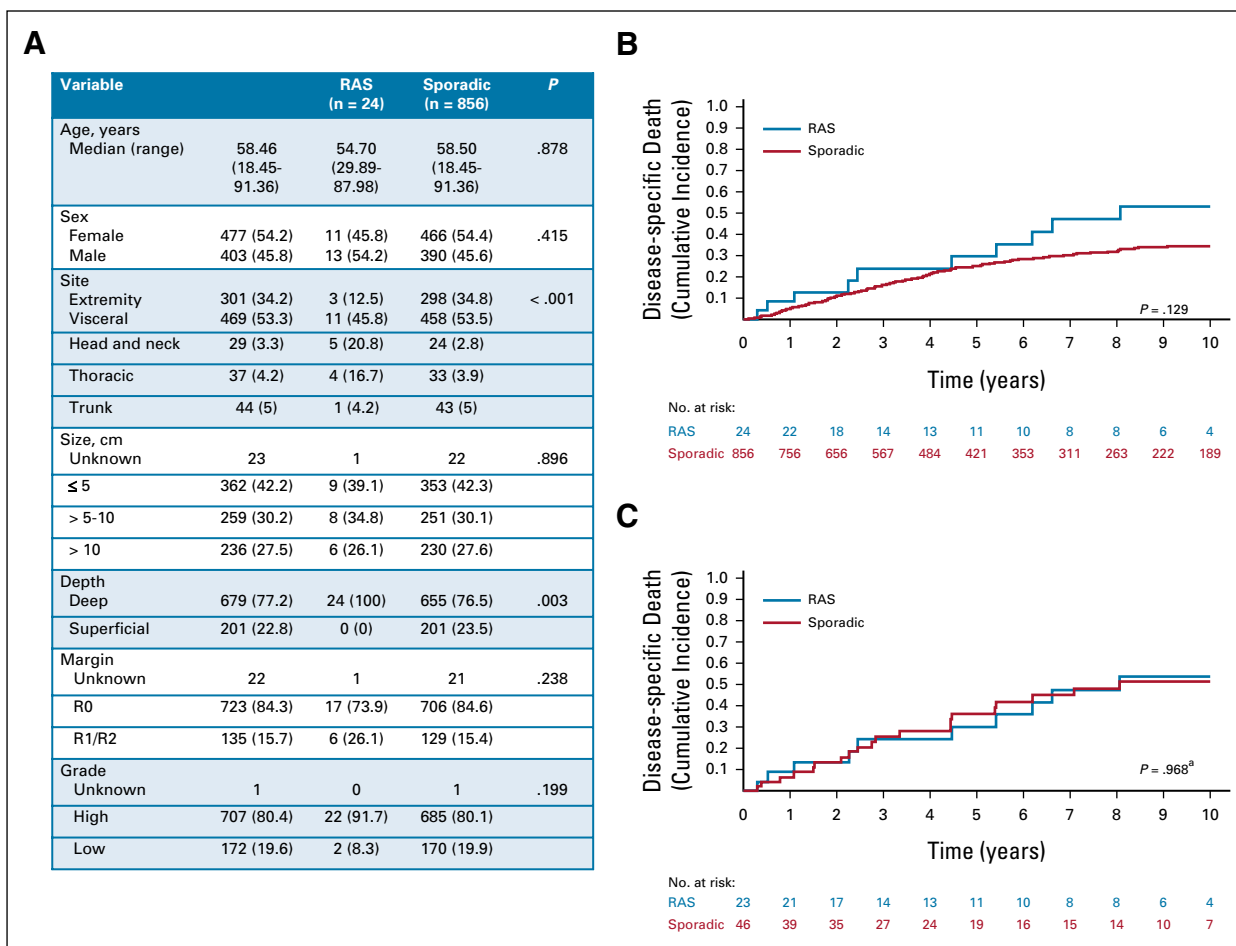 A
Variable RAS (n = 24) Sporadic (n = 856) P
Age, years
Median (range) 58.46 (18.45-91.36) 54.70 (29.89-87.98) 58.50 (18.45-91.36) .878
Sex
Female 477 (54.2) 11 (45.8) 466 (54.4) .415
Male 403 (45.8) 13 (54.2) 390 (45.6)
Site
Extremity 301 (34.2) 3 (12.5) 298 (34.8) < .001
Visceral 469 (53.3) 11 (45.8) 458 (53.5)
Head and neck 29 (3.3) 5 (20.8) 24 (2.8)
Thoracic 37 (4.2) 4 (16.7) 33 (3.9)
Trunk 44 (5) 1 (4.2) 43 (5)
Size, cm
Unknown 23 1 22 .896
≤ 5 362 (42.2) 9 (39.1) 353 (42.3)
> 5-10 259 (30.2) 8 (34.8) 251 (30.1)
> 10 236 (27.5) 6 (26.1) 230 (27.6)
Depth
Deep 679 (77.2) 24 (100) 655 (76.5) .003
Superficial 201 (22.8) 0 (0) 201 (23.5)
Margin
Unknown 22 1 21 .238
R0 723 (84.3) 17 (73.9) 706 (84.6)
R1/R2 135 (15.7) 6 (26.1) 129 (15.4)
Grade
Unknown 1 0 1 .199
High 707 (80.4) 22 (91.7) 685 (80.1)
Low 172 (19.6) 2 (8.3) 170 (19.9)
B
Disease-specific Death
(Cumulative Incidence)
1.0
0.9
0.8
0.7
0.6
0.5
0.4
0.3
0.2
0.1
RAS
Sporadic
P = .129
0 1 2 3 4 5 6 7 8 9 10
Time (years)
No. at risk:
RAS 24 22 18 14 13 11 10 8 8 6 4
Sporadic 856 756 656 567 484 421 353 311 263 222 189
C
Disease-specific Death
(Cumulative Incidence)
1.0
0.9
0.8
0.7
0.6
0.5
0.4
0.3
0.2
0.1
RAS
Sporadic
P = .968a
0 1 2 3 4 5 6 7 8 9 10
Time (years)
No. at risk:
RAS 23 21 17 14 13 11 10 8 8 6 4
Sporadic 46 39 35 27 24 19 16 15 14 10 7